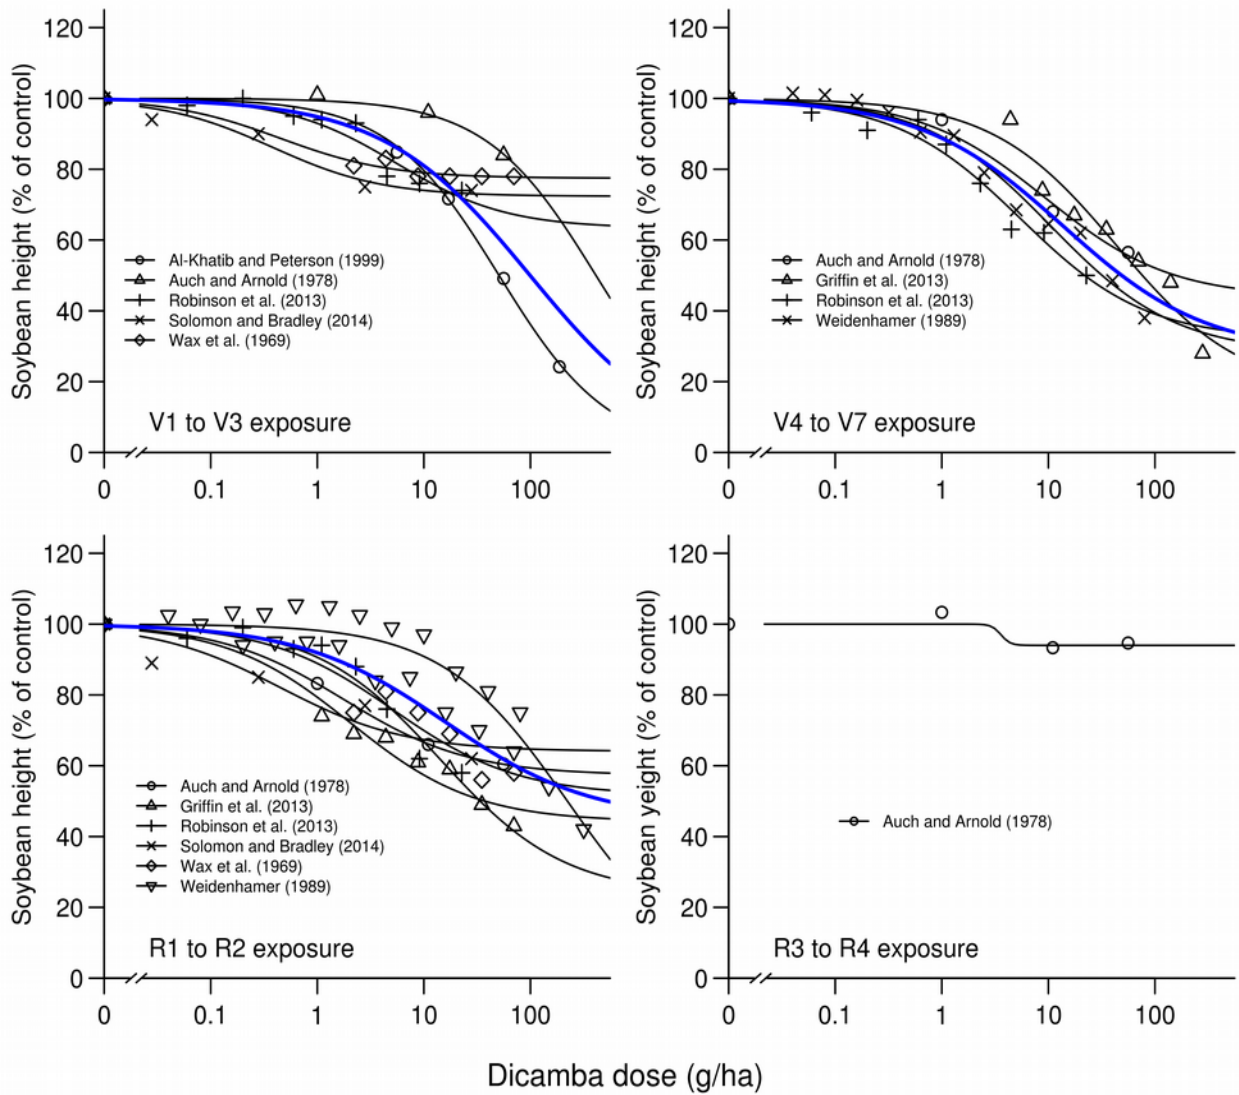 120
100
80
60
40
20
0
Soybean height (% of control)
Al-Khatib and Peterson (1999)
Auch and Arnold (1978)
Robinson et al. (2013)
Solomon and Bradley (2014)
Wax et al. (1969)
V1 to V3 exposure
0 0.1 1 10 100
120
100
80
60
40
20
0
Soybean height (% of control)
Auch and Arnold (1978)
Griffin et al. (2013)
Robinson et al. (2013)
Weidenhamer (1989)
V4 to V7 exposure
0 0.1 1 10 100
120
100
80
60
40
20
0
Soybean height (% of control)
Auch and Arnold (1978)
Griffin et al. (2013)
Robinson et al. (2013)
Solomon and Bradley (2014)
Wax et al. (1969)
Weidenhamer (1989)
R1 to R2 exposure
0 0.1 1 10 100
120
100
80
60
40
20
0
Soybean yeight (% of control)
Auch and Arnold (1978)
R3 to R4 exposure
0 0.1 1 10 100
Dicamba dose (g/ha)